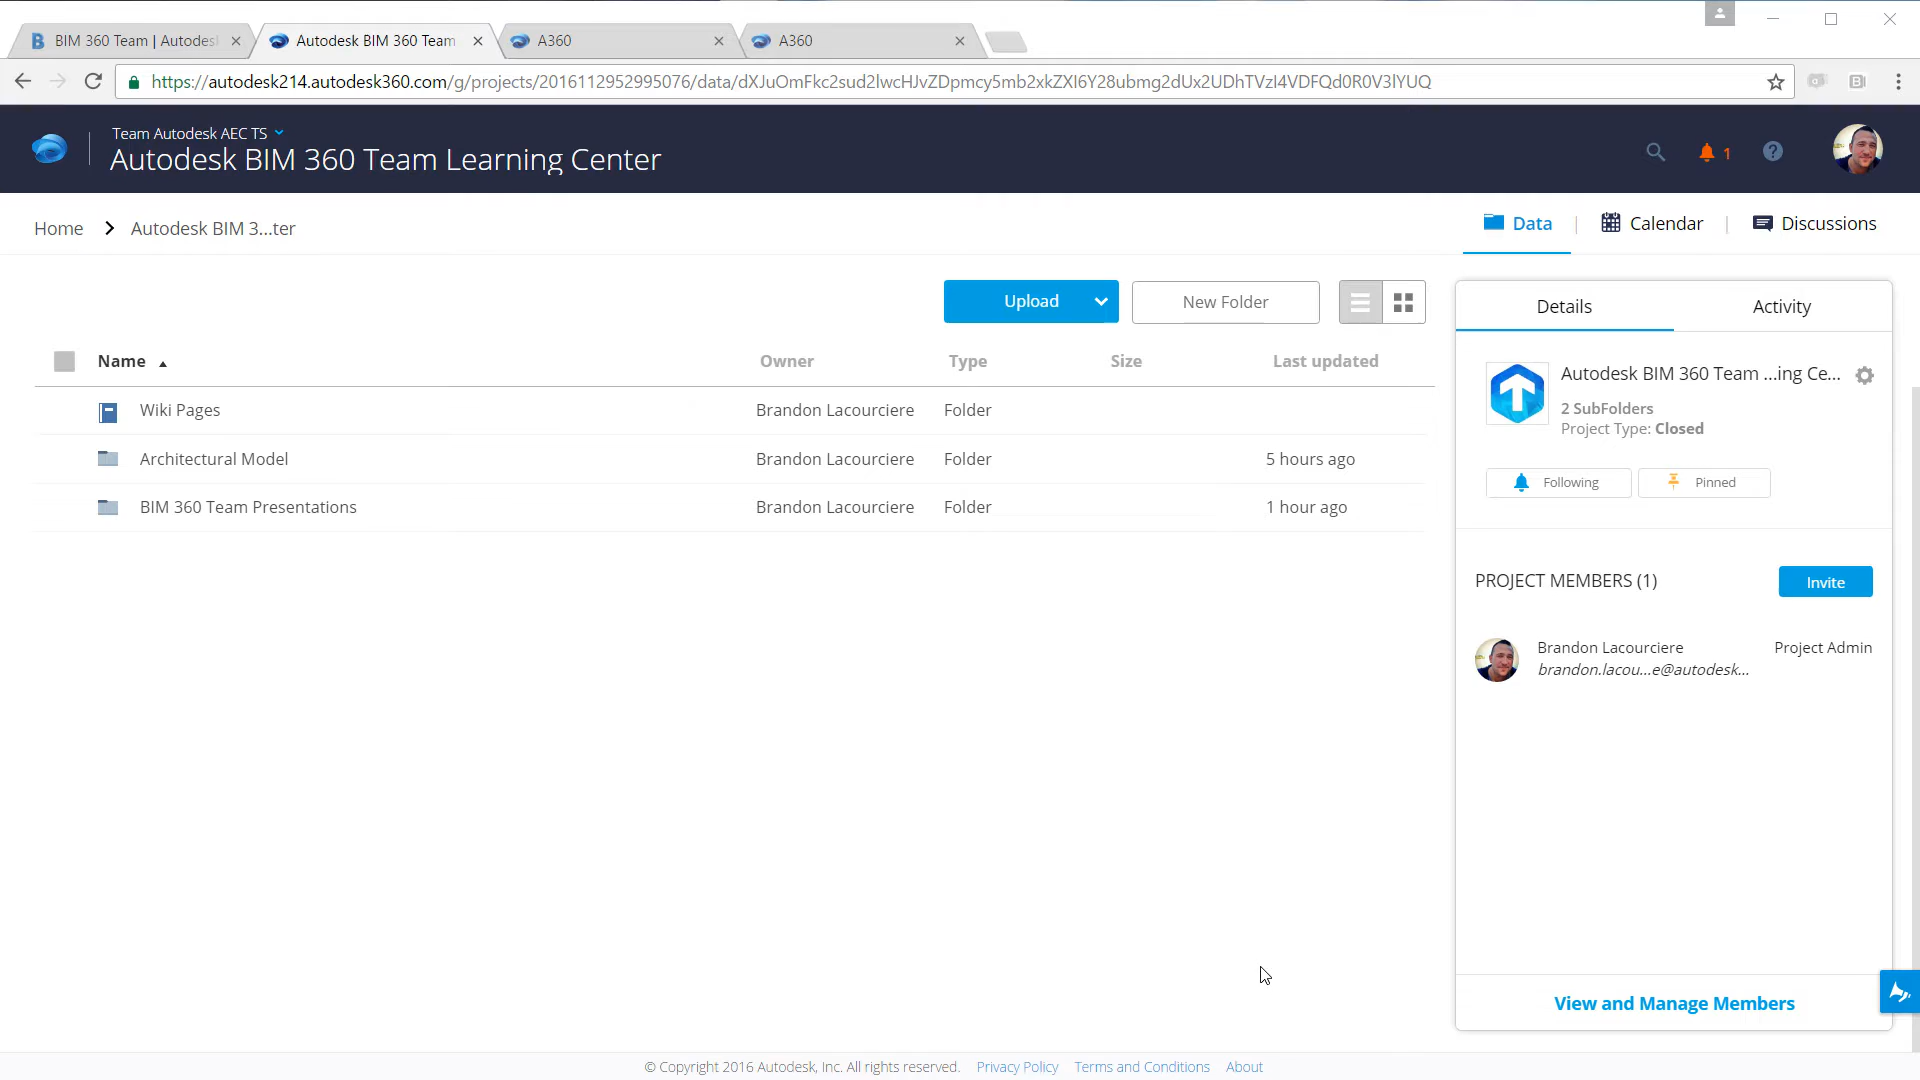 BIM 360 Team | Autodes
Autodesk BIM 360 Team
A360
A360
https://autodesk214.autodesk360.com/g/projects/2016112952995076/data/dXJuOmFkc2sud2lwcHJvZDpmcy5mb2xkZXI6Y28ubmg2dUx2UDhTVzI4VDFQd0R0V3lYUQ
Team Autodesk AEC TS
Autodesk BIM 360 Team Learning Center
1
Home > Autodesk BIM 3...ter
Data | Calendar | Discussions
Upload
New Folder
Details
Activity
Name
Owner
Type
Size
Last updated
Wiki Pages Brandon Lacourciere Folder
Architectural Model Brandon Lacourciere Folder 5 hours ago
BIM 360 Team Presentations Brandon Lacourciere Folder 1 hour ago
Autodesk BIM 360 Team ...ing Ce...
2 SubFolders
Project Type: Closed
Following
Pinned
PROJECT MEMBERS (1)
Invite
Brandon Lacourciere Project Admin
brandon.lacou...e@autodesk...
View and Manage Members
© Copyright 2016 Autodesk, Inc. All rights reserved. Privacy Policy Terms and Conditions About